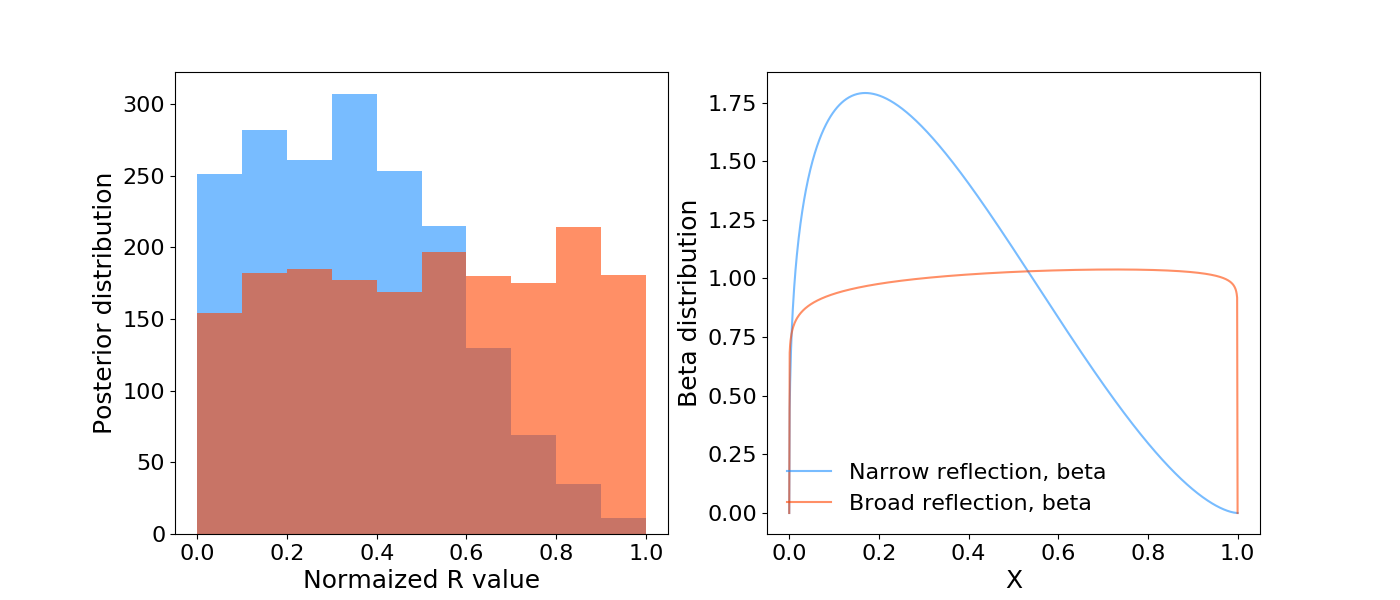 Posterior distribution
300
250
200
150
100
50
0
0.0 0.2 0.4 0.6 0.8 1.0
Normaized R value
Beta distribution
1.75
1.50
1.25
1.00
0.75
0.50
0.25
0.00
Narrow reflection, beta
Broad reflection, beta
0.0 0.2 0.4 0.6 0.8 1.0
X